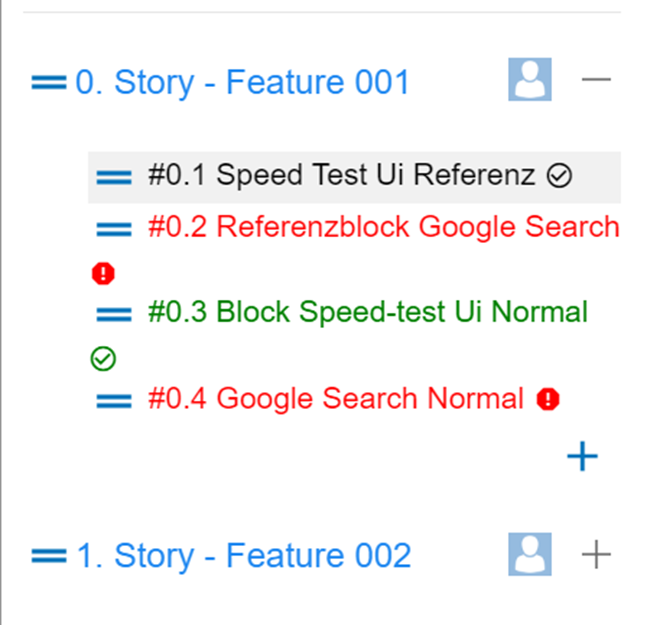 0. Story - Feature 001
#0.1 Speed Test Ui Referenz
#0.2 Referenzblock Google Search
#0.3 Block Speed-test Ui Normal
#0.4 Google Search Normal
1. Story - Feature 002